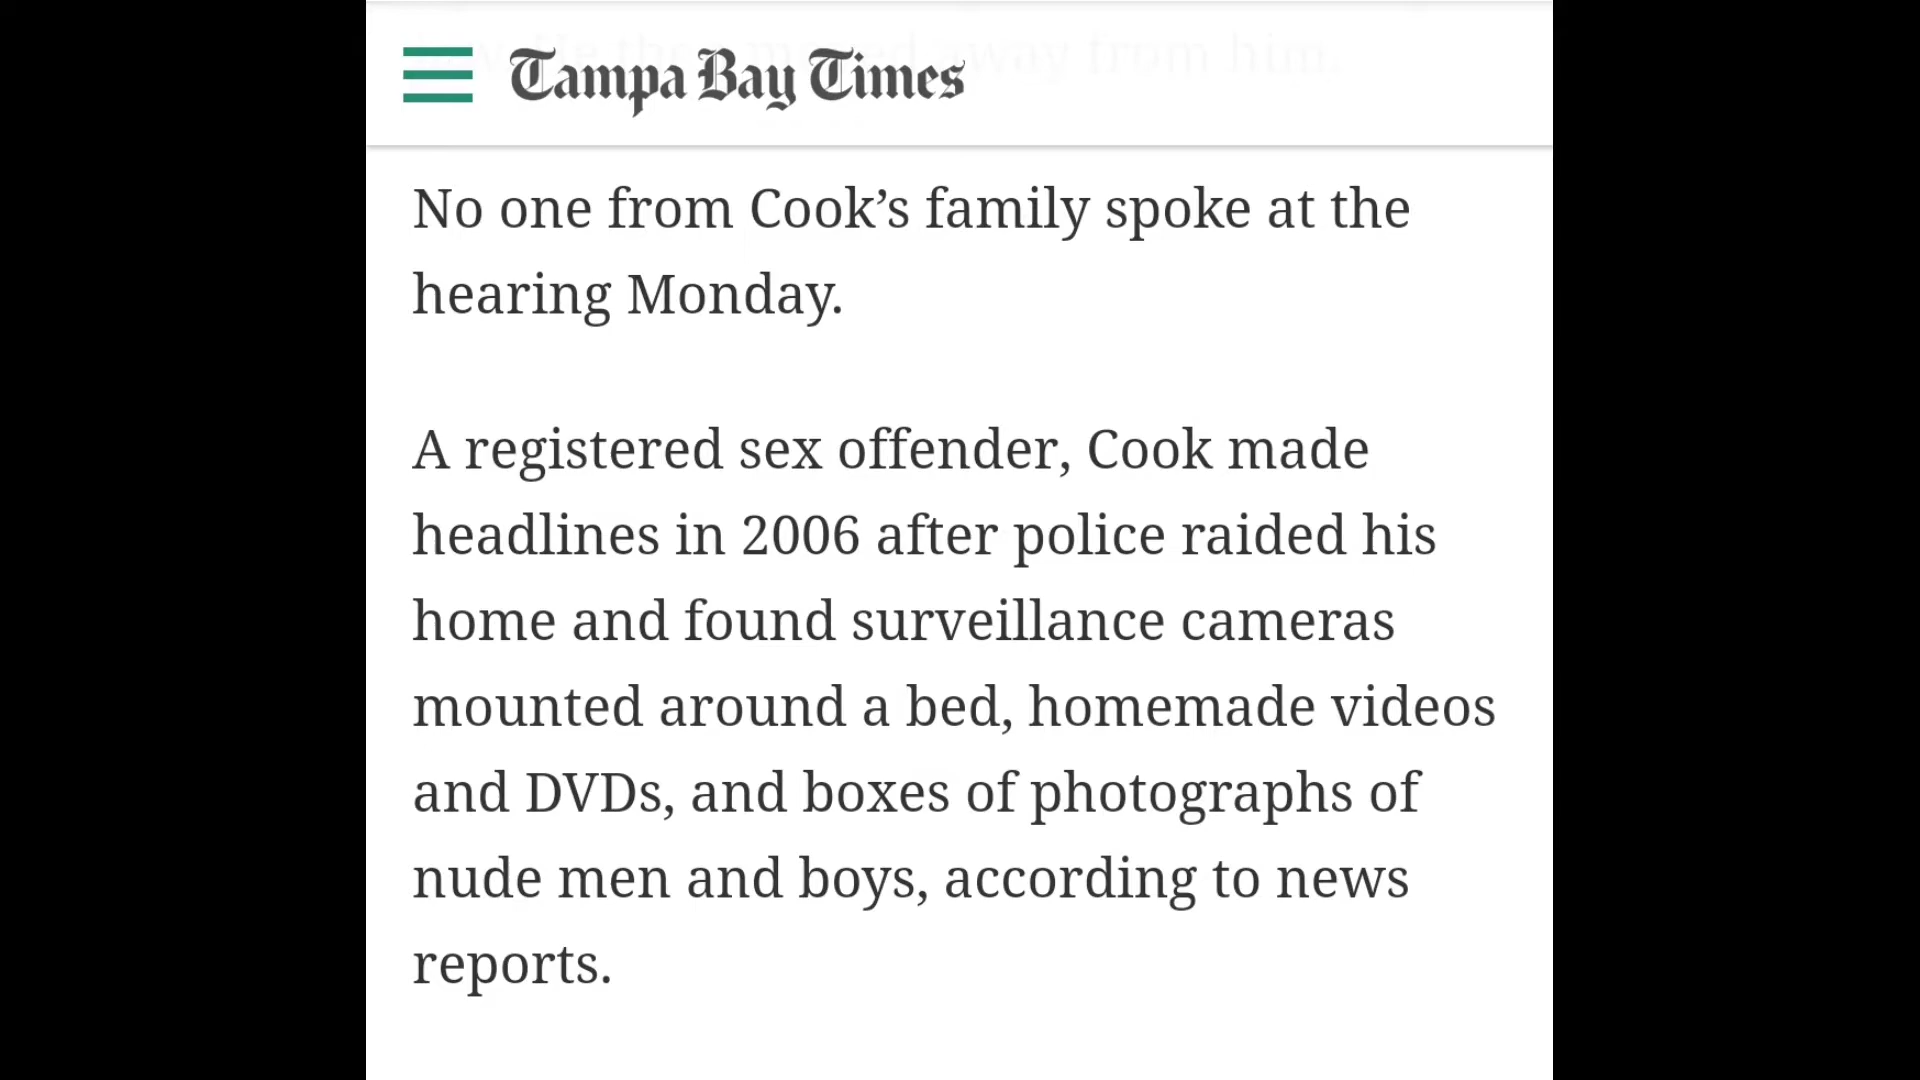 Tampa Bay Times
No one from Cook’s family spoke at the
hearing Monday.
A registered sex offender, Cook made
headlines in 2006 after police raided his
home and found surveillance cameras
mounted around a bed, homemade videos
and DVDs, and boxes of photographs of
nude men and boys, according to news
reports.